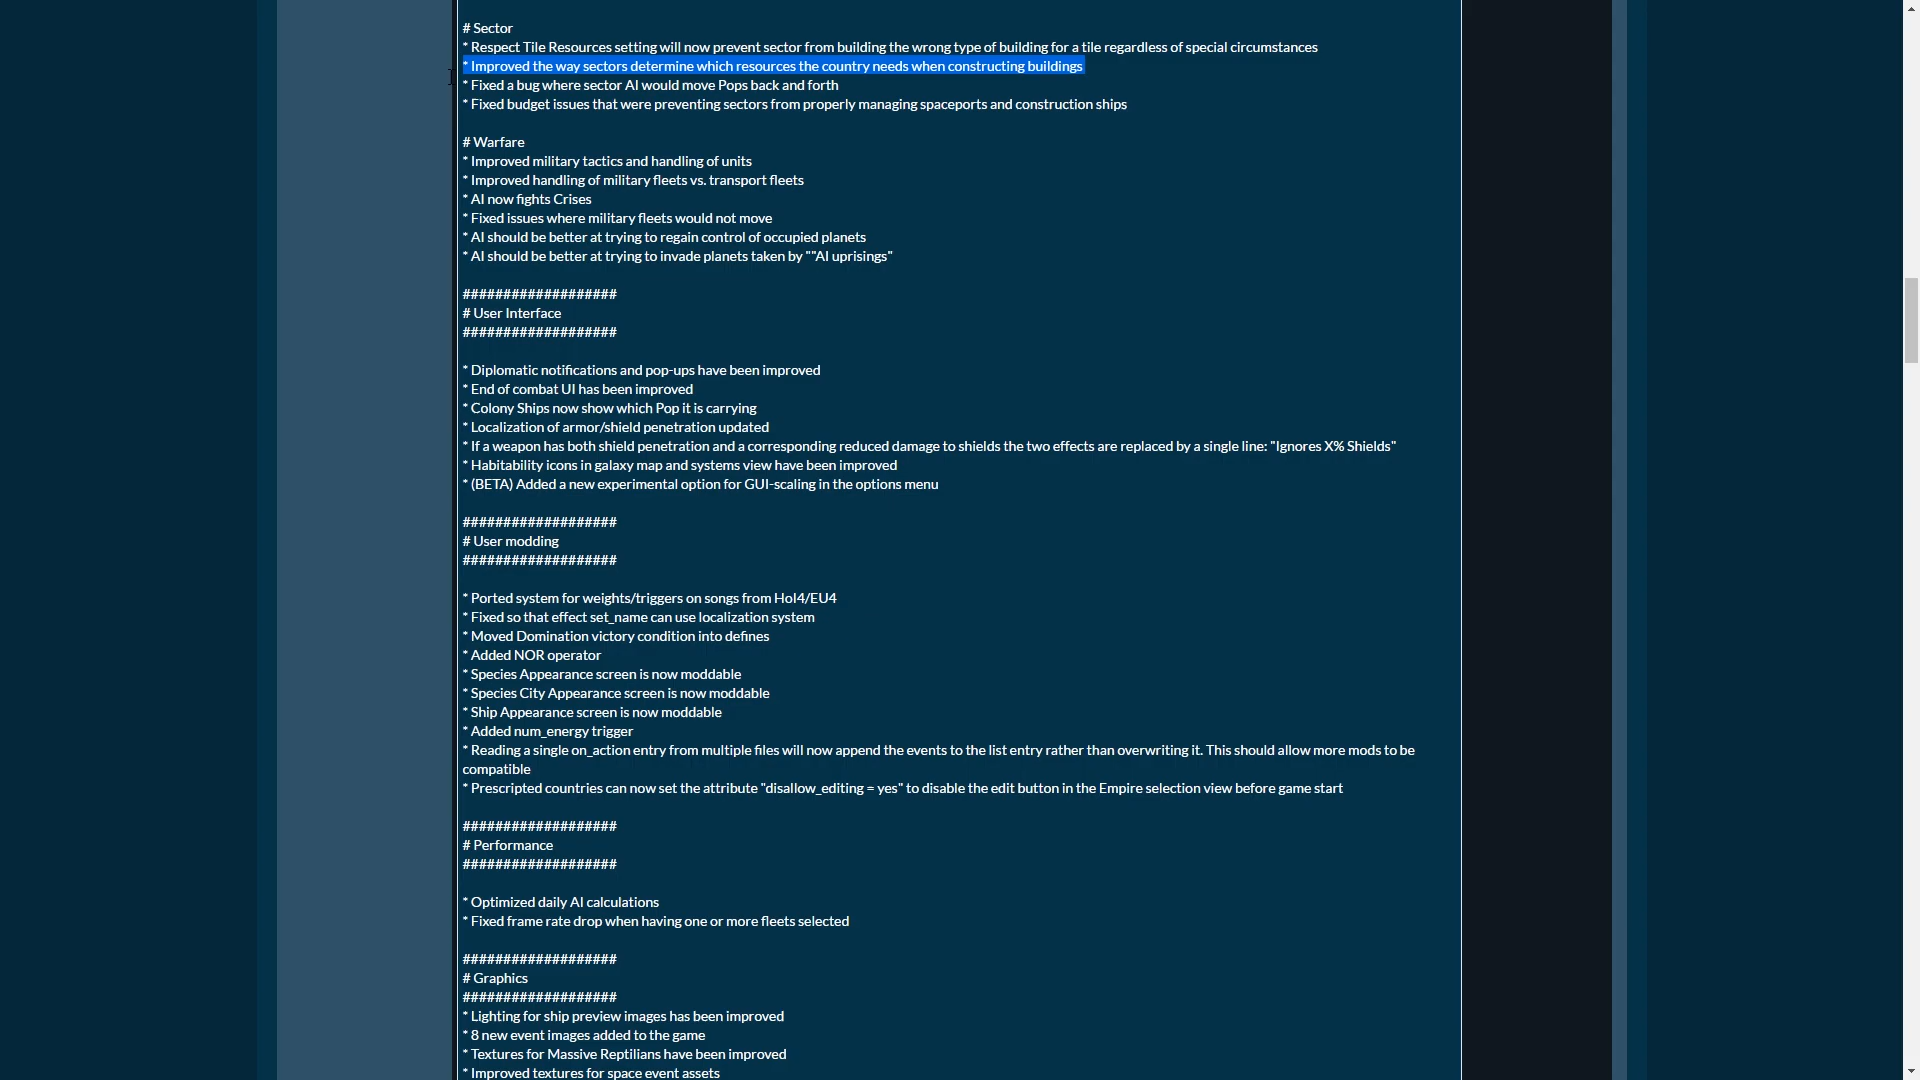 # Sector
* Respect Tile Resources setting will now prevent sector from building the wrong type of building for a tile regardless of special circumstances
* Improved the way sectors determine which resources the country needs when constructing buildings
* Fixed a bug where sector AI would move Pops back and forth
* Fixed budget issues that were preventing sectors from properly managing spaceports and construction ships
# Warfare
* Improved military tactics and handling of units
* Improved handling of military fleets vs. transport fleets
* AI now fights Crises
* Fixed issues where military fleets would not move
* AI should be better at trying to regain control of occupied planets
* AI should be better at trying to invade planets taken by ""AI uprisings"
###################
# User Interface
###################
* Diplomatic notifications and pop-ups have been improved
* End of combat UI has been improved
* Colony Ships now show which Pop it is carrying
* Localization of armor/shield penetration updated
* If a weapon has both shield penetration and a corresponding reduced damage to shields the two effects are replaced by a single line: "Ignores X% Shields"
* Habitability icons in galaxy map and systems view have been improved
* (BETA) Added a new experimental option for GUI-scaling in the options menu
###################
# User modding
###################
* Ported system for weights/triggers on songs from HoI4/EU4
* Fixed so that effect set_name can use localization system
* Moved Domination victory condition into defines
* Added NOR operator
* Species Appearance screen is now moddable
* Species City Appearance screen is now moddable
* Ship Appearance screen is now moddable
* Added num_energy trigger
* Reading a single on_action entry from multiple files will now append the events to the list entry rather than overwriting it. This should allow more mods to be
compatible
* Prescripted countries can now set the attribute "disallow_editing = yes" to disable the edit button in the Empire selection view before game start
###################
# Performance
###################
* Optimized daily AI calculations
* Fixed frame rate drop when having one or more fleets selected
###################
# Graphics
###################
* Lighting for ship preview images has been improved
* 8 new event images added to the game
* Textures for Massive Reptilians have been improved
* Improved textures for space event assets